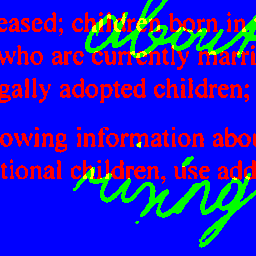 about
eased; children born in
who are currently marri
gally adopted children;
owing information abou
tional children, use add
rising